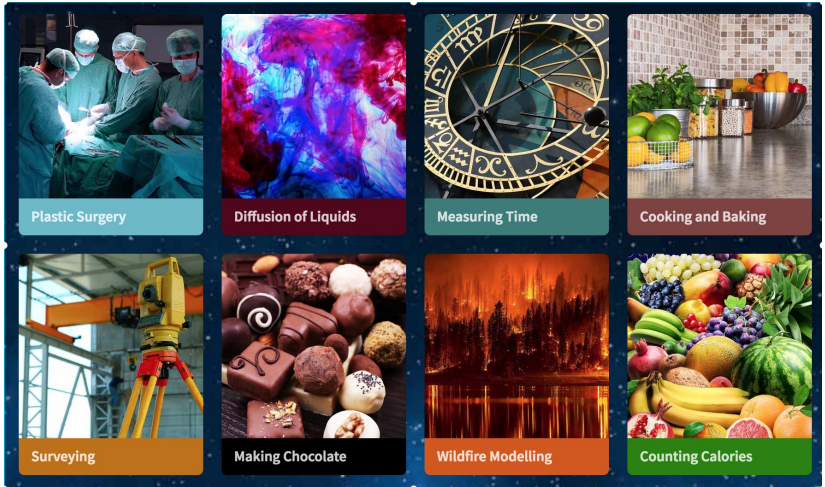 Plastic Surgery
Diffusion of Liquids
Measuring Time
Cooking and Baking
Surveying
Making Chocolate
Wildfire Modelling
Counting Calories